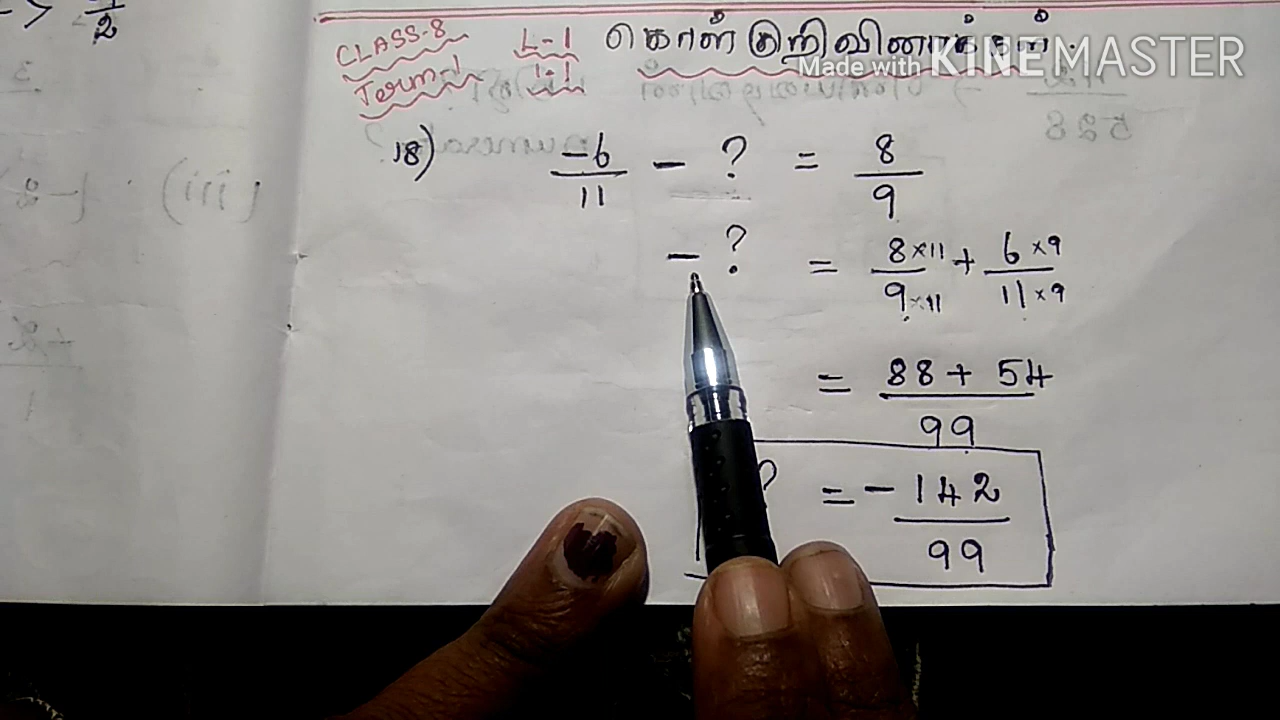 CLASS-8 L-1 கொள்குறி வினாக்கள்.
Term-I 1.1
Made with KINEMASTER
18) -6/11 - ? = 8/9
- ? = 8×11/9×11 + 6×9/11×9
= 88 + 54/99
? = - 142/99